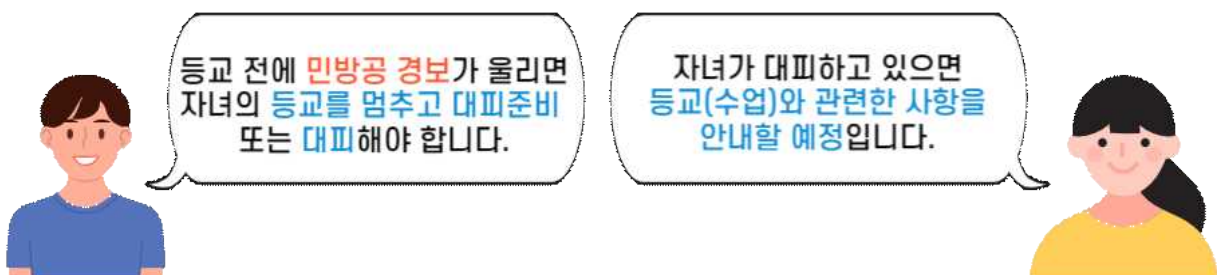 등교 전에 민방공 경보가 울리면
자녀의 등교를 멈추고 대피준비
또는 대피해야 합니다.
자녀가 대피하고 있으면
등교(수업)와 관련한 사항을
안내할 예정입니다.